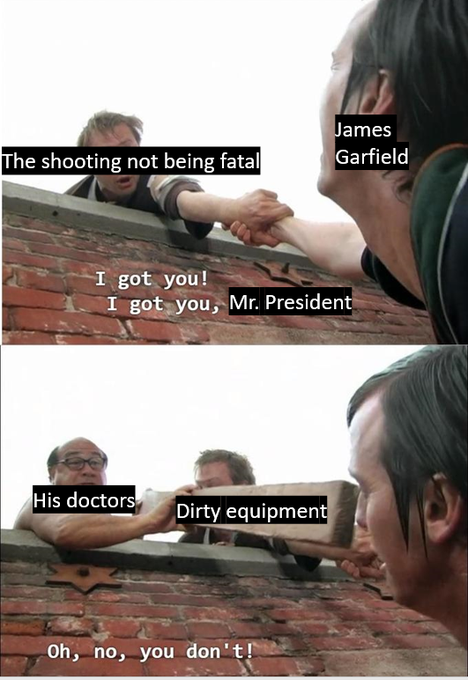 James
Garfield
The shooting not being fatal
I got you!
I got you, Mr. President
His doctors
Dirty equipment
Oh, no, you don't!